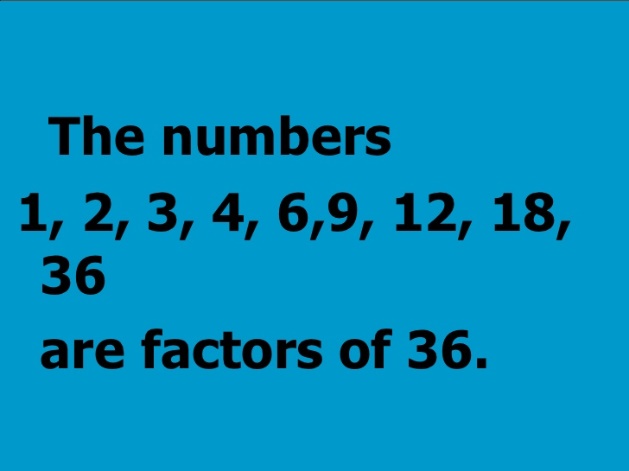 The numbers
1, 2, 3, 4, 6,9, 12, 18,
36
are factors of 36.